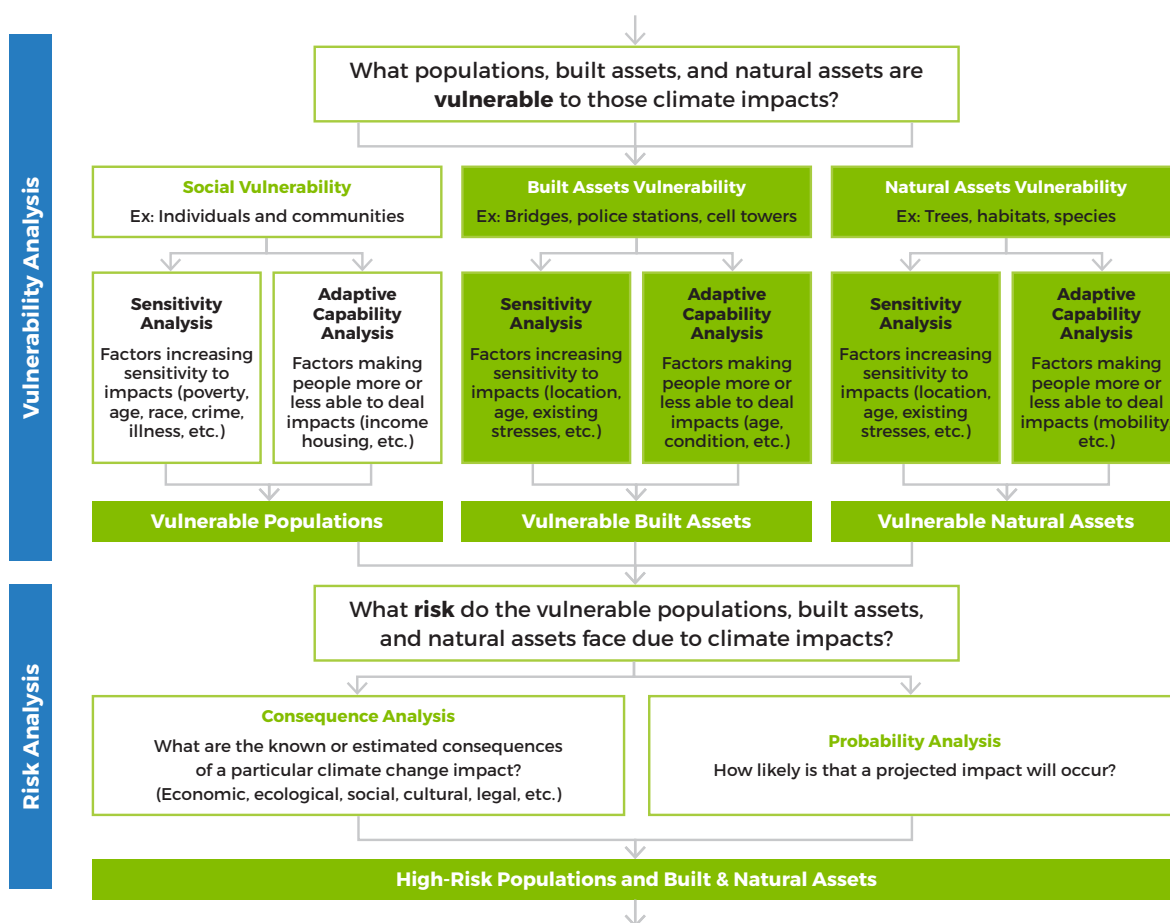 Vulnerability Analysis
What populations, built assets, and natural assets are
vulnerable to those climate impacts?
Social Vulnerability
Ex: Individuals and communities
Built Assets Vulnerability
Ex: Bridges, police stations, cell towers
Natural Assets Vulnerability
Ex: Trees, habitats, species
Sensitivity
Analysis
Factors increasing
sensitivity to
impacts (poverty,
age, race, crime,
illness, etc.)
Adaptive
Capability
Analysis
Factors making
people more or
less able to deal
impacts (income
housing, etc.)
Sensitivity
Analysis
Factors increasing
sensitivity to
impacts (location,
age, existing
stresses, etc.)
Adaptive
Capability
Analysis
Factors making
people more or
less able to deal
impacts (age,
condition, etc.)
Sensitivity
Analysis
Factors increasing
sensitivity to
impacts (location,
age, existing
stresses, etc.)
Adaptive
Capability
Analysis
Factors making
people more or
less able to deal
impacts (mobility,
etc.)
Vulnerable Populations
Vulnerable Built Assets
Vulnerable Natural Assets
Risk Analysis
What risk do the vulnerable populations, built assets,
and natural assets face due to climate impacts?
Consequence Analysis
What are the known or estimated consequences
of a particular climate change impact?
(Economic, ecological, social, cultural, legal, etc.)
Probability Analysis
How likely is that a projected impact will occur?
High-Risk Populations and Built & Natural Assets